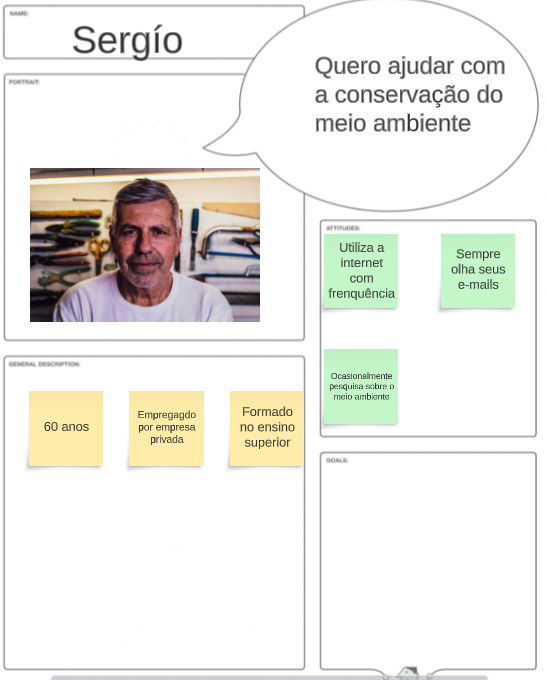 NAME:
Sergío
Quero ajudar com
a conservação do
meio ambiente
PORTRAIT:
ATTITUDES:
Utiliza a
internet
com
frenquência
Sempre
olha seus
e-mails
Ocasionalmente
pesquisa sobre o
meio ambiente
GENERAL DESCRIPTION:
60 anos
Empregagdo
por empresa
privada
Formado
no ensino
superior
GOALS: